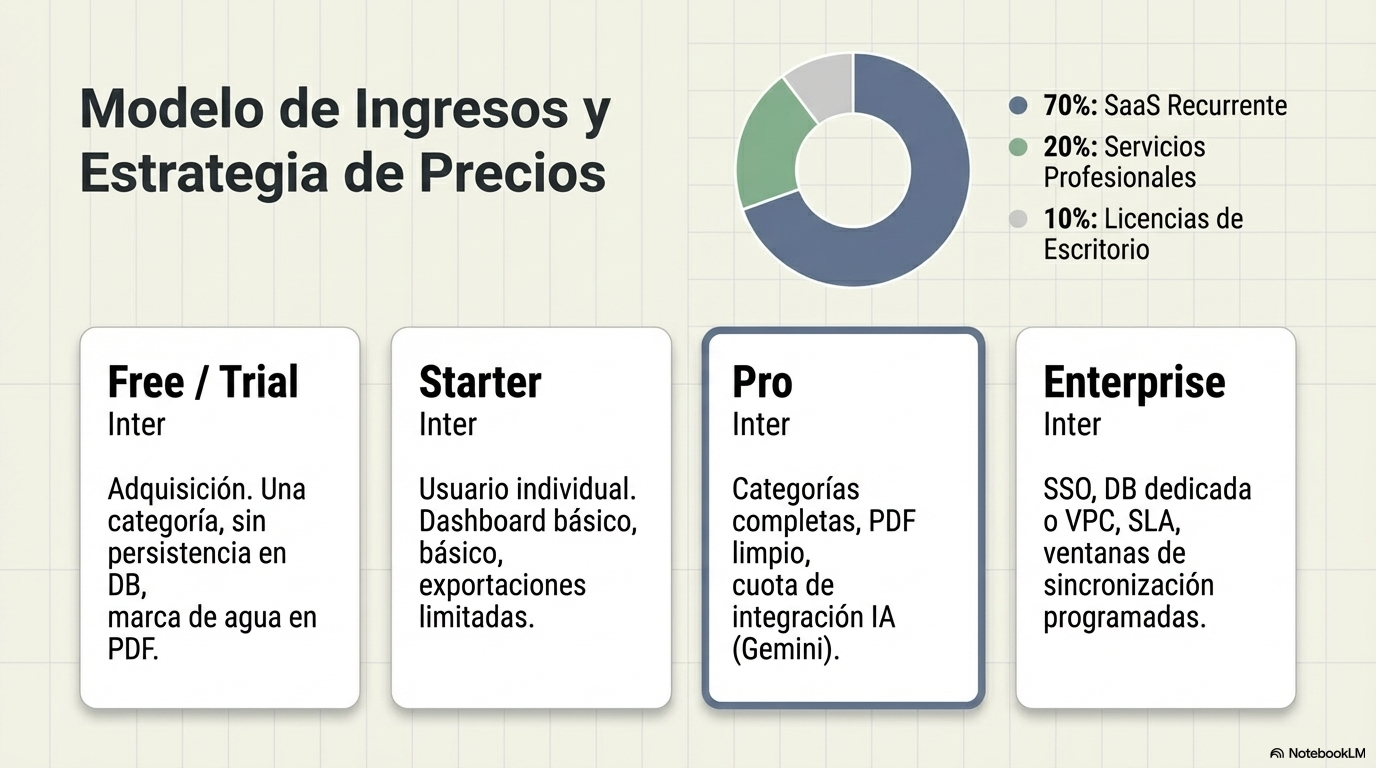 Modelo de Ingresos y
Estrategia de Precios
70%: SaaS Recurrente
20%: Servicios
Profesionales
10%: Licencias de
Escritorio
Free / Trial
Inter
Adquisición. Una
categoría, sin
persistencia en
DB,
marca de agua en
PDF.
Starter
Inter
Usuario individual.
Dashboard básico,
básico,
exportaciones
limitadas.
Pro
Inter
Categorías
completas, PDF
limpio,
cuota de
integración IA
(Gemini).
Enterprise
Inter
SSO, DB dedicada
o VPC, SLA,
ventanas de
sincronización
programadas.
NotebookLM